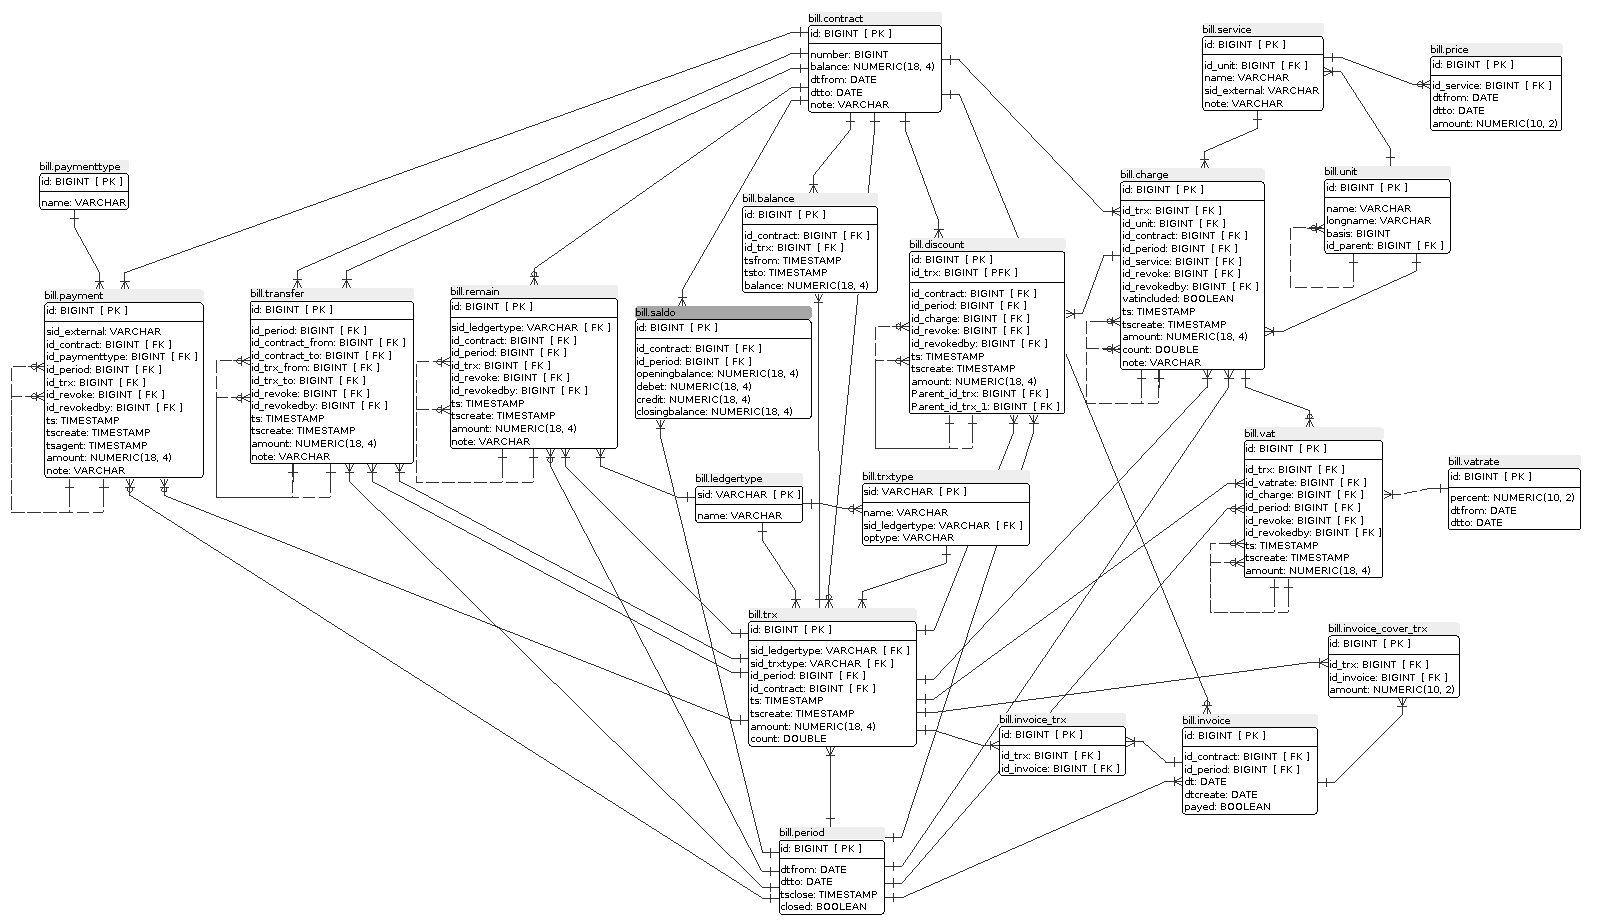 bill.contract
id: BIGINT [ PK ]
number: BIGINT
balance: NUMERIC(18, 4)
dtfrom: DATE
dtto: DATE
note: VARCHAR
bill.service
id: BIGINT [ PK ]
id_unit: BIGINT [ FK ]
name: VARCHAR
sid_external: VARCHAR
note: VARCHAR
bill.price
id: BIGINT [ PK ]
id_service: BIGINT [ FK ]
dtfrom: DATE
dtto: DATE
amount: NUMERIC(10, 2)
bill.paymenttype
id: BIGINT [ PK ]
name: VARCHAR
bill.balance
id: BIGINT [ PK ]
id_contract: BIGINT [ FK ]
id_trx: BIGINT [ FK ]
tsfrom: TIMESTAMP
tsto: TIMESTAMP
balance: NUMERIC(18, 4)
bill.charge
id: BIGINT [ PK ]
id_trx: BIGINT [ FK ]
id_unit: BIGINT [ FK ]
id_contract: BIGINT [ FK ]
id_period: BIGINT [ FK ]
id_service: BIGINT [ FK ]
id_revoke: BIGINT [ FK ]
id_revokedby: BIGINT [ FK ]
vatincluded: BOOLEAN
ts: TIMESTAMP
tscreate: TIMESTAMP
amount: NUMERIC(18, 4)
count: DOUBLE
note: VARCHAR
bill.unit
id: BIGINT [ PK ]
name: VARCHAR
longname: VARCHAR
basis: BIGINT
id_parent: BIGINT [ FK ]
bill.discount
id: BIGINT [ PK ]
id_trx: BIGINT [ PFK ]
id_contract: BIGINT [ FK ]
id_period: BIGINT [ FK ]
id_charge: BIGINT [ FK ]
id_revoke: BIGINT [ FK ]
id_revokedby: BIGINT [ FK ]
ts: TIMESTAMP
tscreate: TIMESTAMP
amount: NUMERIC(18, 4)
Parent_id_trx: BIGINT [ FK ]
Parent_id_trx_1: BIGINT [ FK ]
bill.payment
id: BIGINT [ PK ]
sid_external: VARCHAR
id_contract: BIGINT [ FK ]
id_paymenttype: BIGINT [ FK ]
id_period: BIGINT [ FK ]
id_trx: BIGINT [ FK ]
id_revoke: BIGINT [ FK ]
id_revokedby: BIGINT [ FK ]
ts: TIMESTAMP
tscreate: TIMESTAMP
tsagent: TIMESTAMP
amount: NUMERIC(18, 4)
note: VARCHAR
bill.transfer
id: BIGINT [ PK ]
id_period: BIGINT [ FK ]
id_contract_from: BIGINT [ FK ]
id_contract_to: BIGINT [ FK ]
id_trx_from: BIGINT [ FK ]
id_trx_to: BIGINT [ FK ]
id_revoke: BIGINT [ FK ]
id_revokedby: BIGINT [ FK ]
ts: TIMESTAMP
tscreate: TIMESTAMP
amount: NUMERIC(18, 4)
note: VARCHAR
bill.remain
id: BIGINT [ PK ]
sid_ledgertype: VARCHAR [ FK ]
id_contract: BIGINT [ FK ]
id_period: BIGINT [ FK ]
id_trx: BIGINT [ FK ]
id_revoke: BIGINT [ FK ]
id_revokedby: BIGINT [ FK ]
ts: TIMESTAMP
tscreate: TIMESTAMP
amount: NUMERIC(18, 4)
note: VARCHAR
bill.saldo
id: BIGINT [ PK ]
id_contract: BIGINT [ FK ]
id_period: BIGINT [ FK ]
openingbalance: NUMERIC(18, 4)
debet: NUMERIC(18, 4)
credit: NUMERIC(18, 4)
closingbalance: NUMERIC(18, 4)
bill.ledgertype
sid: VARCHAR [ PK ]
name: VARCHAR
bill.trxtype
sid: VARCHAR [ PK ]
name: VARCHAR
sid_ledgertype: VARCHAR [ FK ]
optype: VARCHAR
bill.vat
id: BIGINT [ PK ]
id_trx: BIGINT [ FK ]
id_vatrate: BIGINT [ FK ]
id_charge: BIGINT [ FK ]
id_period: BIGINT [ FK ]
id_revoke: BIGINT [ FK ]
id_revokedby: BIGINT [ FK ]
ts: TIMESTAMP
tscreate: TIMESTAMP
amount: NUMERIC(18, 4)
bill.vatrate
id: BIGINT [ PK ]
percent: NUMERIC(10, 2)
dtfrom: DATE
dtto: DATE
bill.trx
id: BIGINT [ PK ]
sid_ledgertype: VARCHAR [ FK ]
sid_trxtype: VARCHAR [ FK ]
id_period: BIGINT [ FK ]
id_contract: BIGINT [ FK ]
ts: TIMESTAMP
tscreate: TIMESTAMP
amount: NUMERIC(18, 4)
count: DOUBLE
bill.invoice_cover_trx
id: BIGINT [ PK ]
id_trx: BIGINT [ FK ]
id_invoice: BIGINT [ FK ]
amount: NUMERIC(10, 2)
bill.invoice_trx
id: BIGINT [ PK ]
id_trx: BIGINT [ FK ]
id_invoice: BIGINT [ FK ]
bill.invoice
id: BIGINT [ PK ]
id_contract: BIGINT [ FK ]
id_period: BIGINT [ FK ]
dt: DATE
dtcreate: DATE
payed: BOOLEAN
bill.period
id: BIGINT [ PK ]
dtfrom: DATE
dtto: DATE
tsclose: TIMESTAMP
closed: BOOLEAN